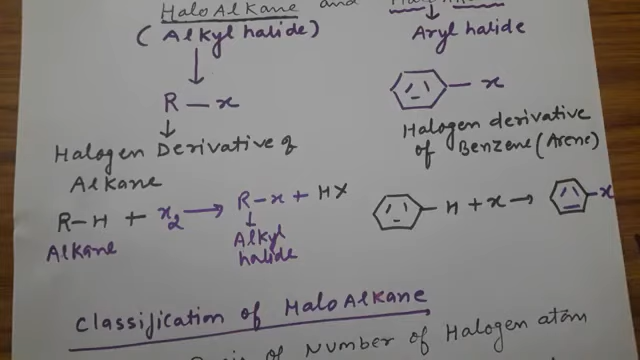 HaloAlkane and
(Alkyl halide)
Aryl halide
R — x
— x
Halogen Derivative of
Alkane
Halogen derivative
of Benzene (Arene)
R-H + x2 → R-x + HX
Alkane
Alkyl
halide
— H + x → -x
Classification of HaloAlkane
of Number of Halogen atom